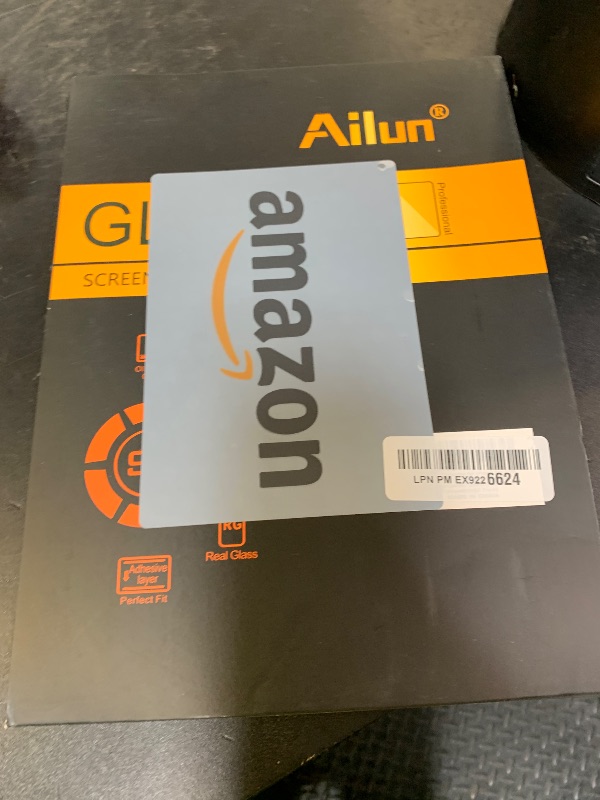 Ailun®
Professional
GL
SCREEN
amazon
LPN PM EX9226624
RG
Real Glass
Adhesive
layer
Perfect Fit